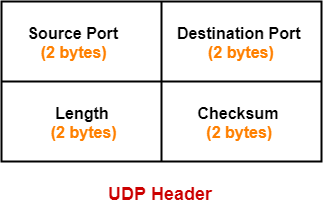 Source Port
(2 bytes)
Destination Port
(2 bytes)
Length
(2 bytes)
Checksum
(2 bytes)
UDP Header